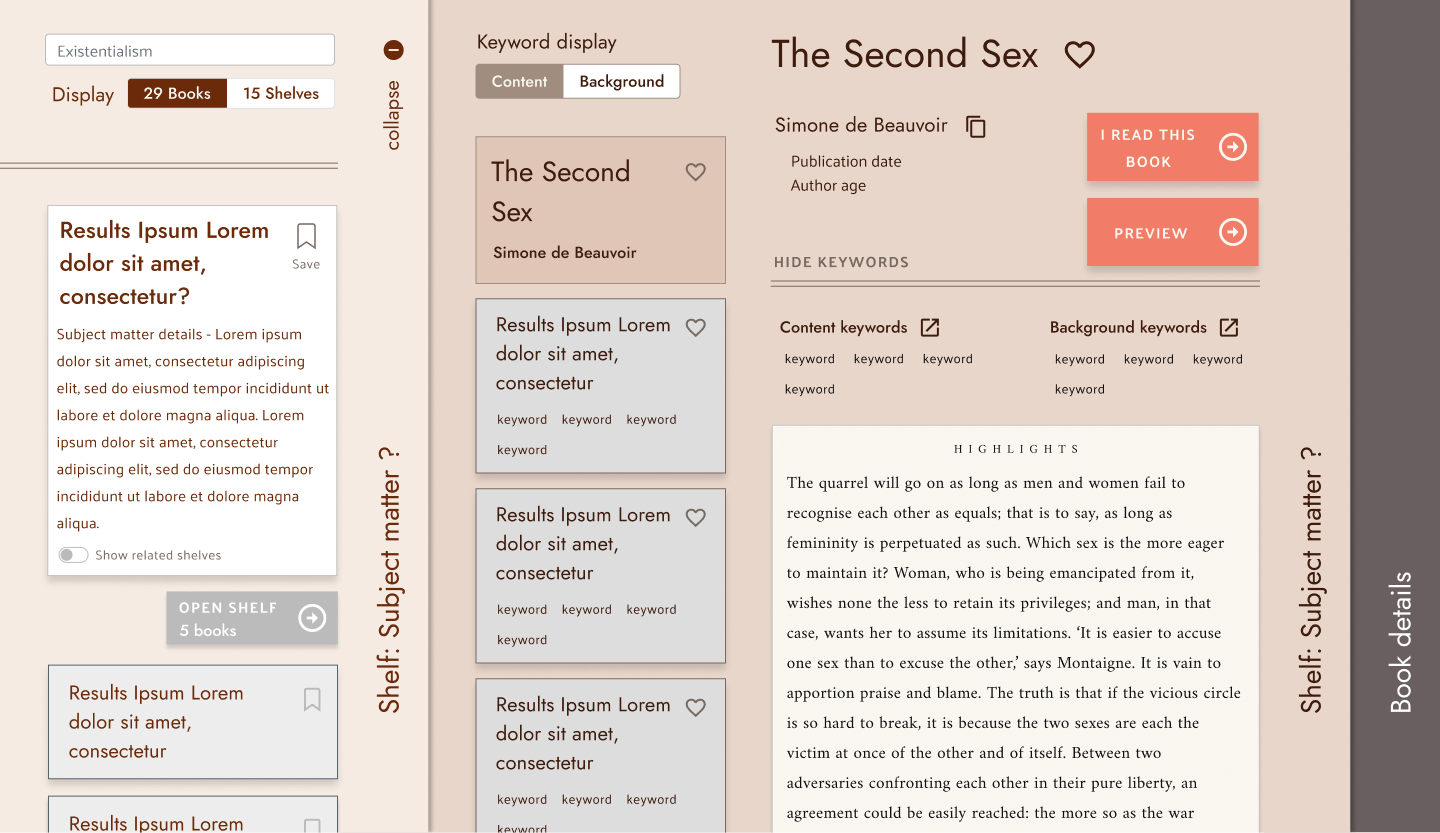 Existentialism
Display
29 Books
15 Shelves
collapse
Results Ipsum Lorem
dolor sit amet,
consectetur?
Save
Subject matter details - Lorem ipsum
dolor sit amet, consectetur adipiscing
elit, sed do eiusmod tempor incididunt ut
labore et dolore magna aliqua. Lorem
ipsum dolor sit amet, consectetur
adipiscing elit, sed do eiusmod tempor
incididunt ut labore et dolore magna
aliqua.
Show related shelves
OPEN SHELF
5 books
Results Ipsum Lorem
dolor sit amet,
consectetur
Results Ipsum Lorem
Shelf: Subject matter ?
Keyword display
Content
Background
The Second
Sex
Simone de Beauvoir
Results Ipsum Lorem
dolor sit amet,
consectetur
keyword keyword keyword
keyword
Results Ipsum Lorem
dolor sit amet,
consectetur
keyword keyword keyword
keyword
Results Ipsum Lorem
dolor sit amet,
consectetur
keyword keyword keyword
keyword
The Second Sex
Simone de Beauvoir
Publication date
Author age
I READ THIS
BOOK
PREVIEW
HIDE KEYWORDS
Content keywords
keyword keyword keyword
keyword
Background keywords
keyword keyword keyword
keyword
HIGHLIGHTS
The quarrel will go on as long as men and women fail to
recognise each other as equals; that is to say, as long as
femininity is perpetuated as such. Which sex is the more eager
to maintain it? Woman, who is being emancipated from it,
wishes none the less to retain its privileges; and man, in that
case, wants her to assume its limitations. ‘It is easier to accuse
one sex than to excuse the other,’ says Montaigne. It is vain to
apportion praise and blame. The truth is that if the vicious circle
is so hard to break, it is because the two sexes are each the
victim at once of the other and of itself. Between two
adversaries confronting each other in their pure liberty, an
agreement could be easily reached: the more so as the war
Shelf: Subject matter ?
Book details